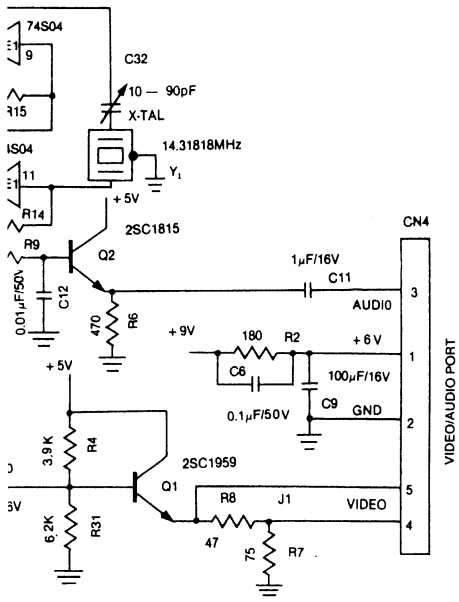 74S04
9
C32
10 — 90pF
R15
X-TAL
14.31818MHz
Y1
4S04
11
+5V
R14
2SC1815
CN4
R9
Q2
1µF/16V
C11
3
AUDIO
0.01µF/50V
C12
470
R6
+9V
180
R2
+6V
1
C6
100µF/16V
+5V
0.1µF/50V
C9
GND
2
VIDEO/AUDIO PORT
3.9K
R4
2SC1959
Q1
5
R8
J1
VIDEO
6V
4
6.2K
R31
47
75
R7